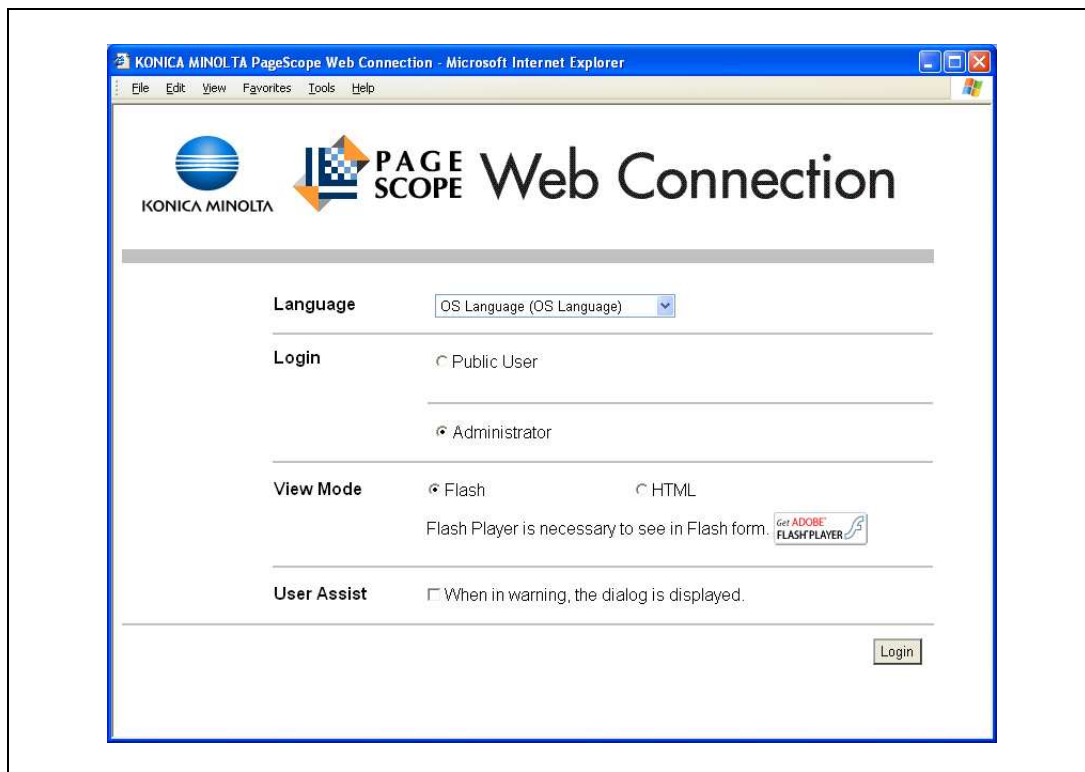 KONICA MINOLTA PageScope Web Connection - Microsoft Internet Explorer
File Edit View Favorites Tools Help
KONICA MINOLTA
PAGE SCOPE Web Connection
Language OS Language (OS Language)
Login Public User
Administrator
View Mode Flash HTML
Flash Player is necessary to see in Flash form. Get ADOBE® FLASH® PLAYER
User Assist When in warning, the dialog is displayed.
Login